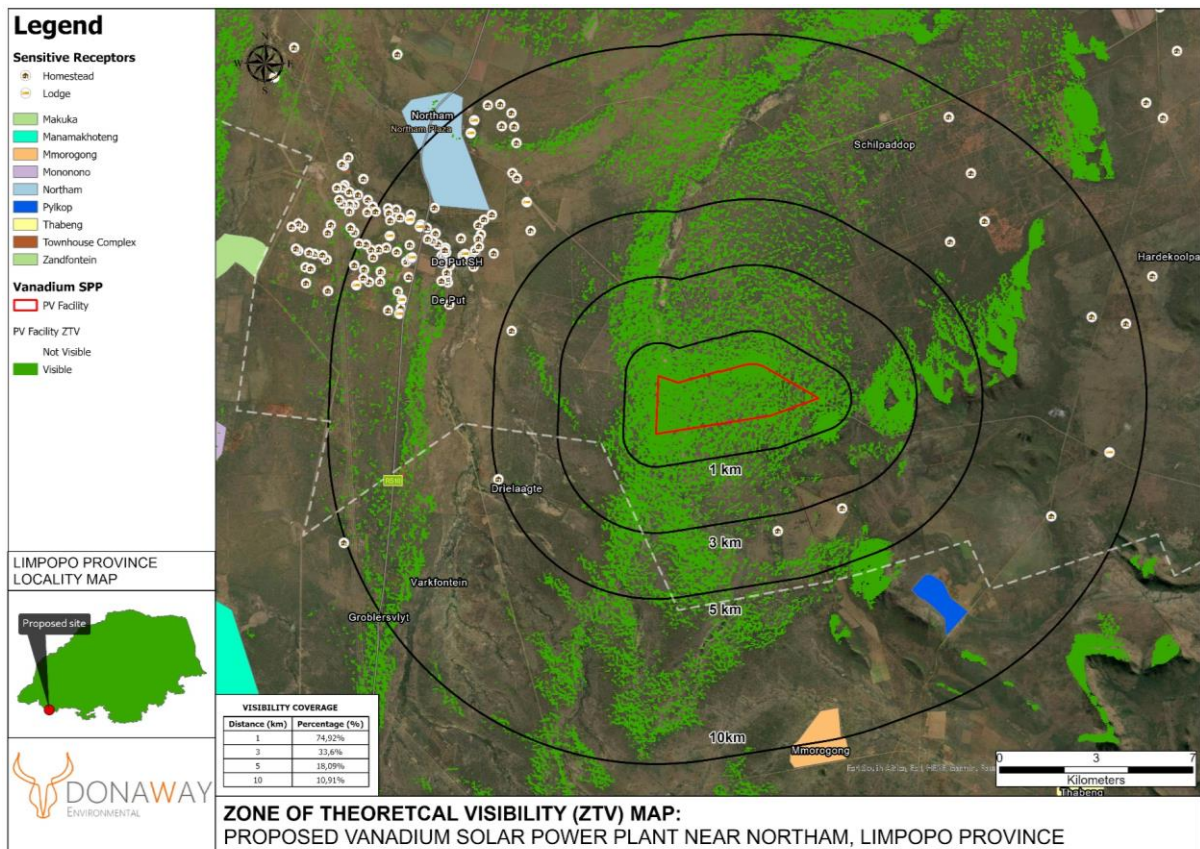 Legend
Sensitive Receptors
Homestead
Lodge
Makuka
Manamakhoteng
Mmorogong
Mononono
Northam
Pylkop
Thabeng
Townhouse Complex
Zandfontein
Vanadium SPP
PV Facility
PV Facility ZTV
Not Visible
Visible
LIMPOPO PROVINCE
LOCALITY MAP
Proposed site
DONAWAY
ENVIRONMENTAL
N
W E
S
Northam
Northam Plaza
Schilpaddop
De Put SH
De Put
Hardekoolpa
1 km
Drielaagte
3 km
Varkfontein
5 km
Groblersvlyt
10km
Mmorogong
VISIBILITY COVERAGE
Distance (km) Percentage (%)
1 74,92%
3 33,6%
5 18,09%
10 10,91%
0 3 7
Kilometers
Thabeng
ZONE OF THEORETCAL VISIBILITY (ZTV) MAP:
PROPOSED VANADIUM SOLAR POWER PLANT NEAR NORTHAM, LIMPOPO PROVINCE